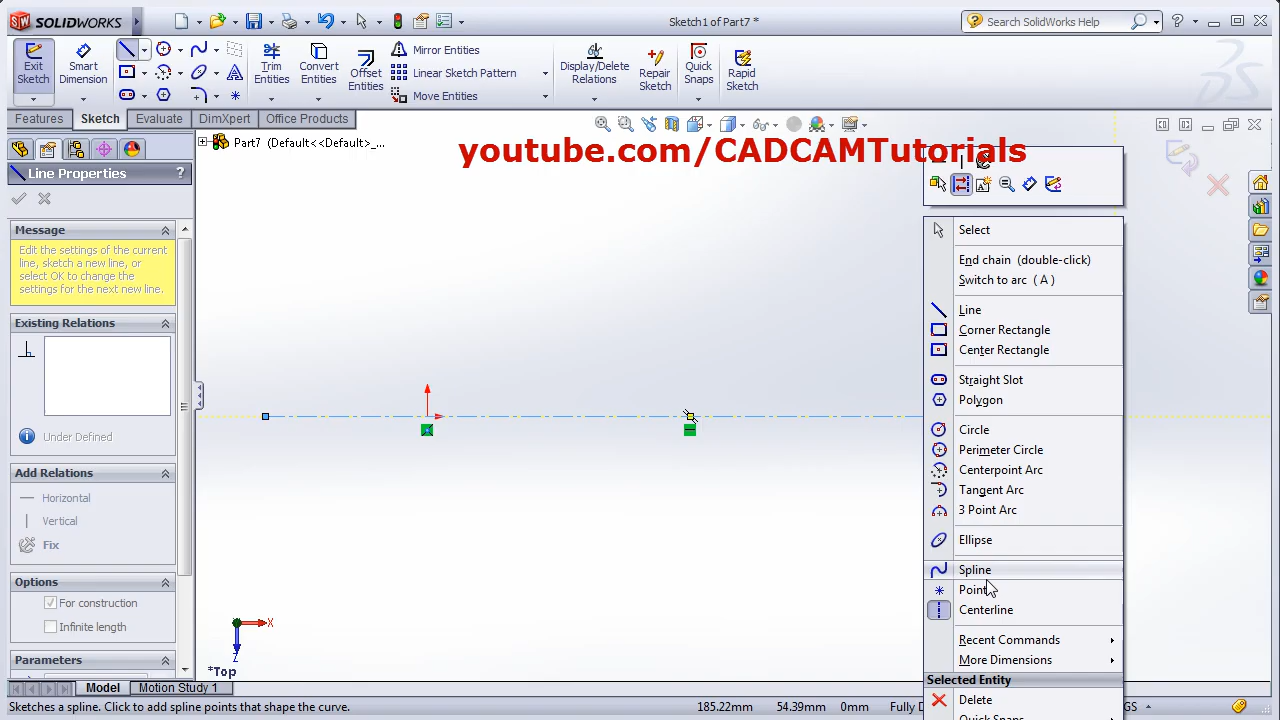 SOLIDWORKS
Sketch1 of Part7 *
Search SolidWorks Help
Exit Sketch
Smart Dimension
Trim Entities
Convert Entities
Offset Entities
Mirror Entities
Linear Sketch Pattern
Move Entities
Display/Delete Relations
Repair Sketch
Quick Snaps
Rapid Sketch
Features
Sketch
Evaluate
DimXpert
Office Products
Part7 (Default<<Default>_...
youtube.com/CADCAMTutorials
Line Properties
?
Message
Edit the settings of the current
line, sketch a new line, or
select OK to change the
settings for the next new line.
Existing Relations
Under Defined
Add Relations
Horizontal
Vertical
Fix
Options
For construction
Infinite length
Parameters
Select
End chain (double-click)
Switch to arc ( A )
Line
Corner Rectangle
Center Rectangle
Straight Slot
Polygon
Circle
Perimeter Circle
Centerpoint Arc
Tangent Arc
3 Point Arc
Ellipse
Spline
Point
Centerline
Recent Commands
More Dimensions
Selected Entity
Delete
Quick Snaps
X
Z
*Top
Model
Motion Study 1
Sketches a spline. Click to add spline points that shape the curve.
185.22mm
54.39mm
0mm
Fully D
GS